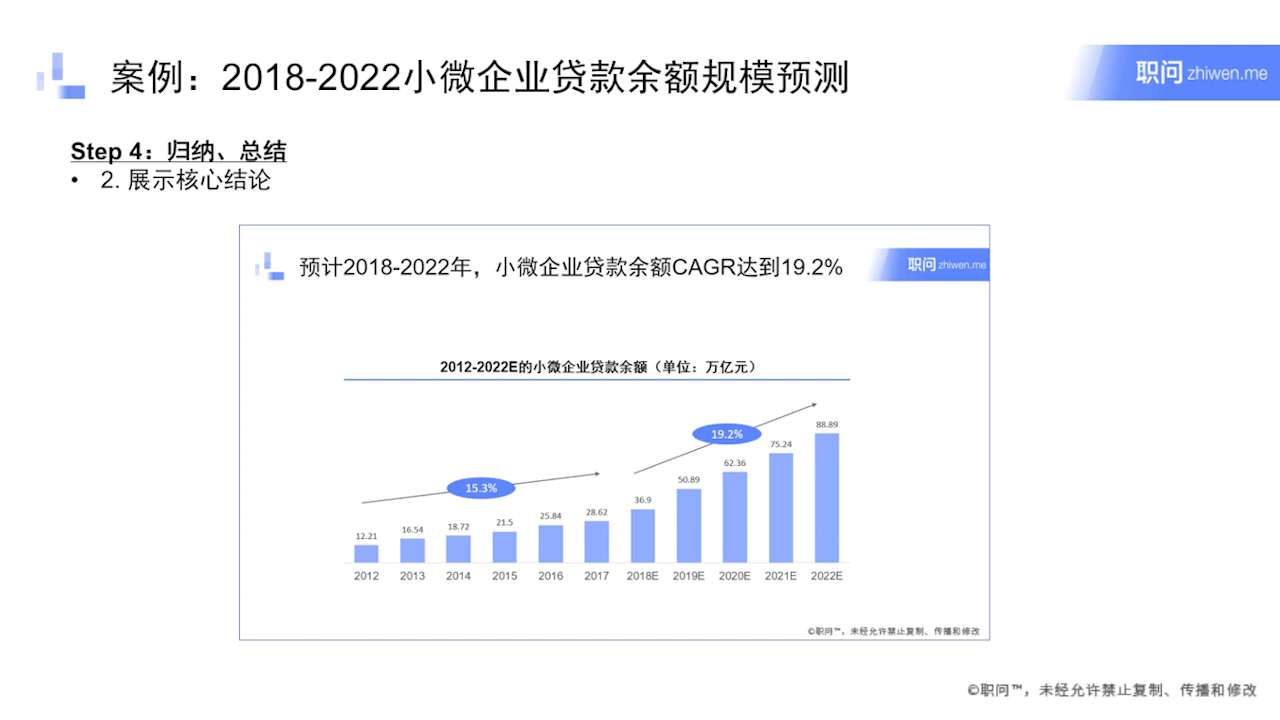 案例：2018-2022小微企业贷款余额规模预测
职问 zhiwen.me
Step 4：归纳、总结
• 2. 展示核心结论
预计2018-2022年，小微企业贷款余额CAGR达到19.2%
职问 zhiwen.me
2012-2022E的小微企业贷款余额（单位：万亿元）
15.3%
19.2%
12.21
16.54
18.72
21.5
25.84
28.62
36.9
50.89
62.36
75.24
88.89
2012 2013 2014 2015 2016 2017 2018E 2019E 2020E 2021E 2022E
©职问™，未经允许禁止复制、传播和修改
©职问™，未经允许禁止复制、传播和修改